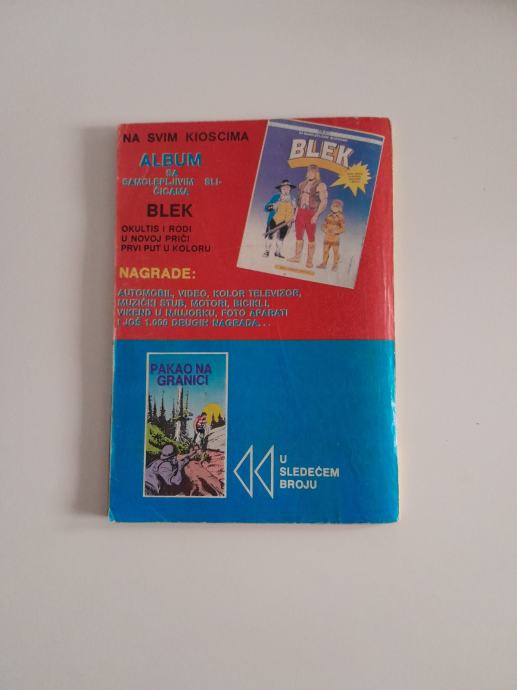 NA SVIM KIOSCIMA
ALBUM
SA
SAMOLEPLJIVIM SLI-
ČICAMA
BLEK
OKULTIS I RODI
U NOVOJ PRIČI
PRVI PUT U KOLORU
NAGRADE:
AUTOMOBIL, VIDEO, KOLOR TELEVIZOR,
MUZIČKI STUB, MOTORI, BICIKLI,
VIKEND U NJUJORKU, FOTO APARATI
I JOŠ 1.000 DRUGIH NAGRADA...
BLEK
PAKAO NA
GRANICI
U
SLEDEĆEM
BROJU